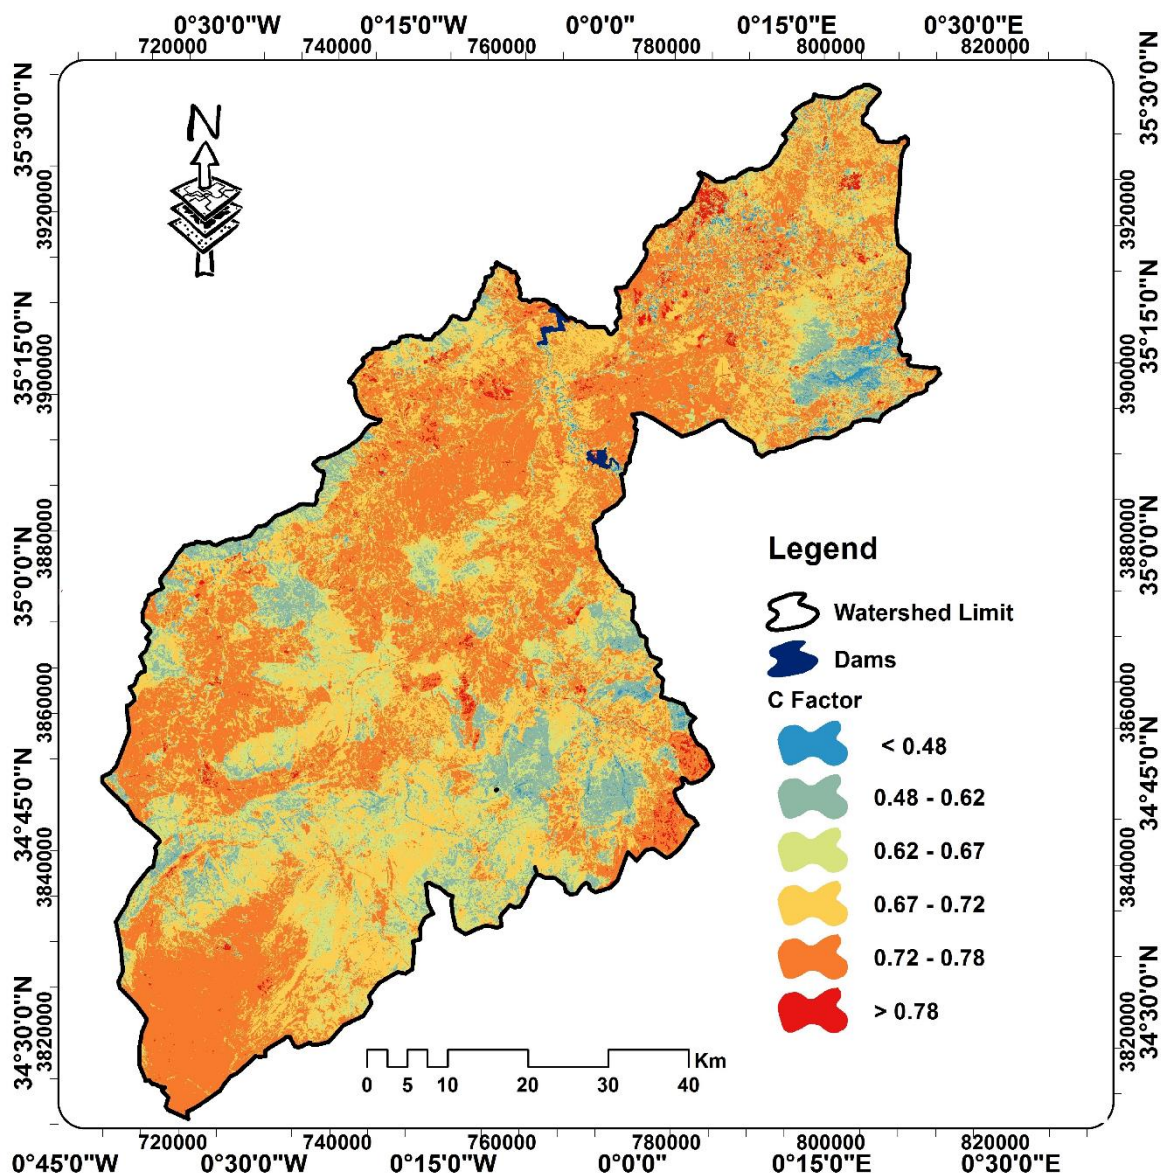 0°30'0"W 0°15'0"W 0°0'0" 0°15'0"E 0°30'0"E
720000 740000 760000 780000 800000 820000
35°30'0"N 35°15'0"N 35°0'0"N 34°45'0"N 34°30'0"N
3920000 3900000 3880000 3860000 3840000 3820000
N
Legend
Watershed Limit
Dams
C Factor
< 0.48
0.48 - 0.62
0.62 - 0.67
0.67 - 0.72
0.72 - 0.78
> 0.78
Km
0 5 10 20 30 40
3920000 3900000 3880000 3860000 3840000 3820000
35°30'0"N 35°15'0"N 35°0'0"N 34°45'0"N 34°30'0"N
720000 740000 760000 780000 800000 820000
0°45'0"W 0°30'0"W 0°15'0"W 0°0'0" 0°15'0"E 0°30'0"E